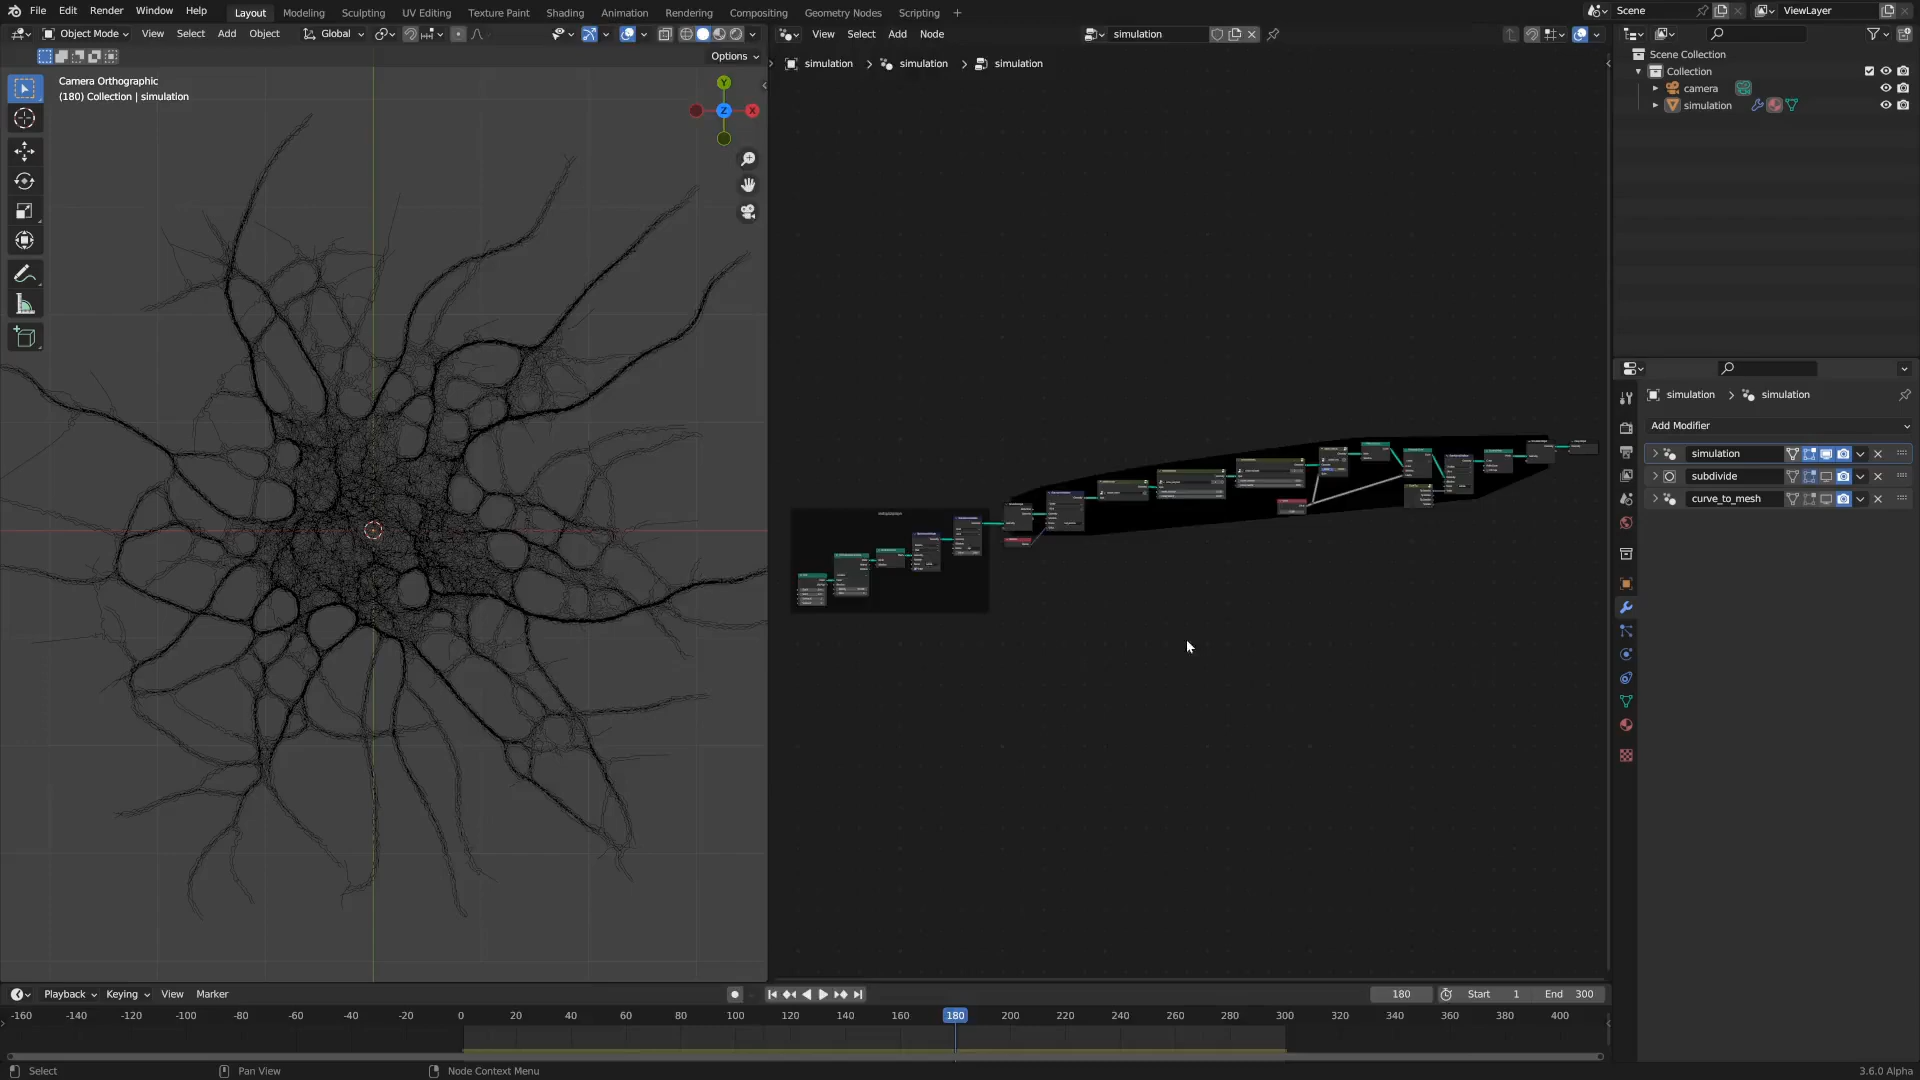 File Edit Render Window Help Layout Modeling Sculpting UV Editing Texture Paint Shading Animation Rendering Compositing Geometry Nodes Scripting + Scene ViewLayer
Object Mode View Select Add Object Global View Select Add Node simulation
Options
simulation > simulation > simulation
Camera Orthographic
(180) Collection | simulation
Y
Z X
Scene Collection
Collection
camera
simulation
simulation > simulation
Add Modifier
simulation
subdivide
curve_to_mesh
Playback Keying View Marker 180 Start 1 End 300
-160 -140 -120 -100 -80 -60 -40 -20 0 20 40 60 80 100 120 140 160 180 200 220 240 260 280 300 320 340 360 380 400
Select Pan View Node Context Menu 3.6.0 Alpha